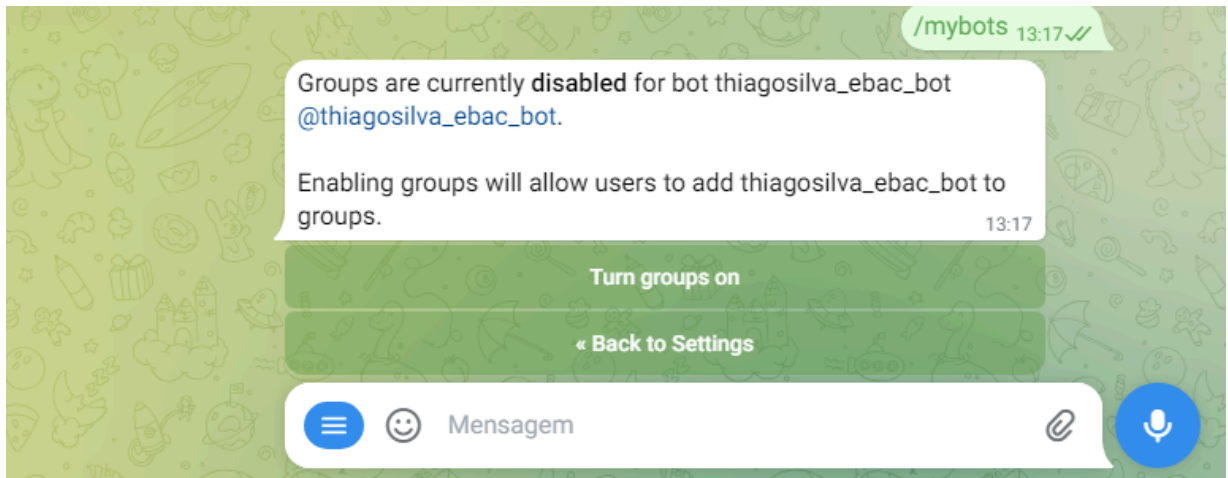 /mybots 13:17
Groups are currently disabled for bot thiagosilva_ebac_bot
@thiagosilva_ebac_bot.
Enabling groups will allow users to add thiagosilva_ebac_bot to
groups.
13:17
Turn groups on
« Back to Settings
Mensagem